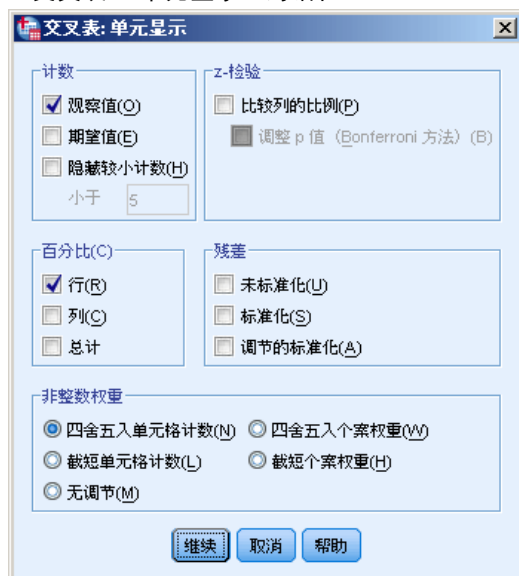 交叉表: 单元显示
计数
观察值(O)
期望值(E)
隐藏较小计数(H)
小于 5
z-检验
比较列的比例(P)
调整 p 值（Bonferroni 方法）(B)
百分比(C)
行(R)
列(C)
总计
残差
未标准化(U)
标准化(S)
调节的标准化(A)
非整数权重
四舍五入单元格计数(N) 四舍五入个案权重(W)
截短单元格计数(L) 截短个案权重(H)
无调节(M)
继续 取消 帮助